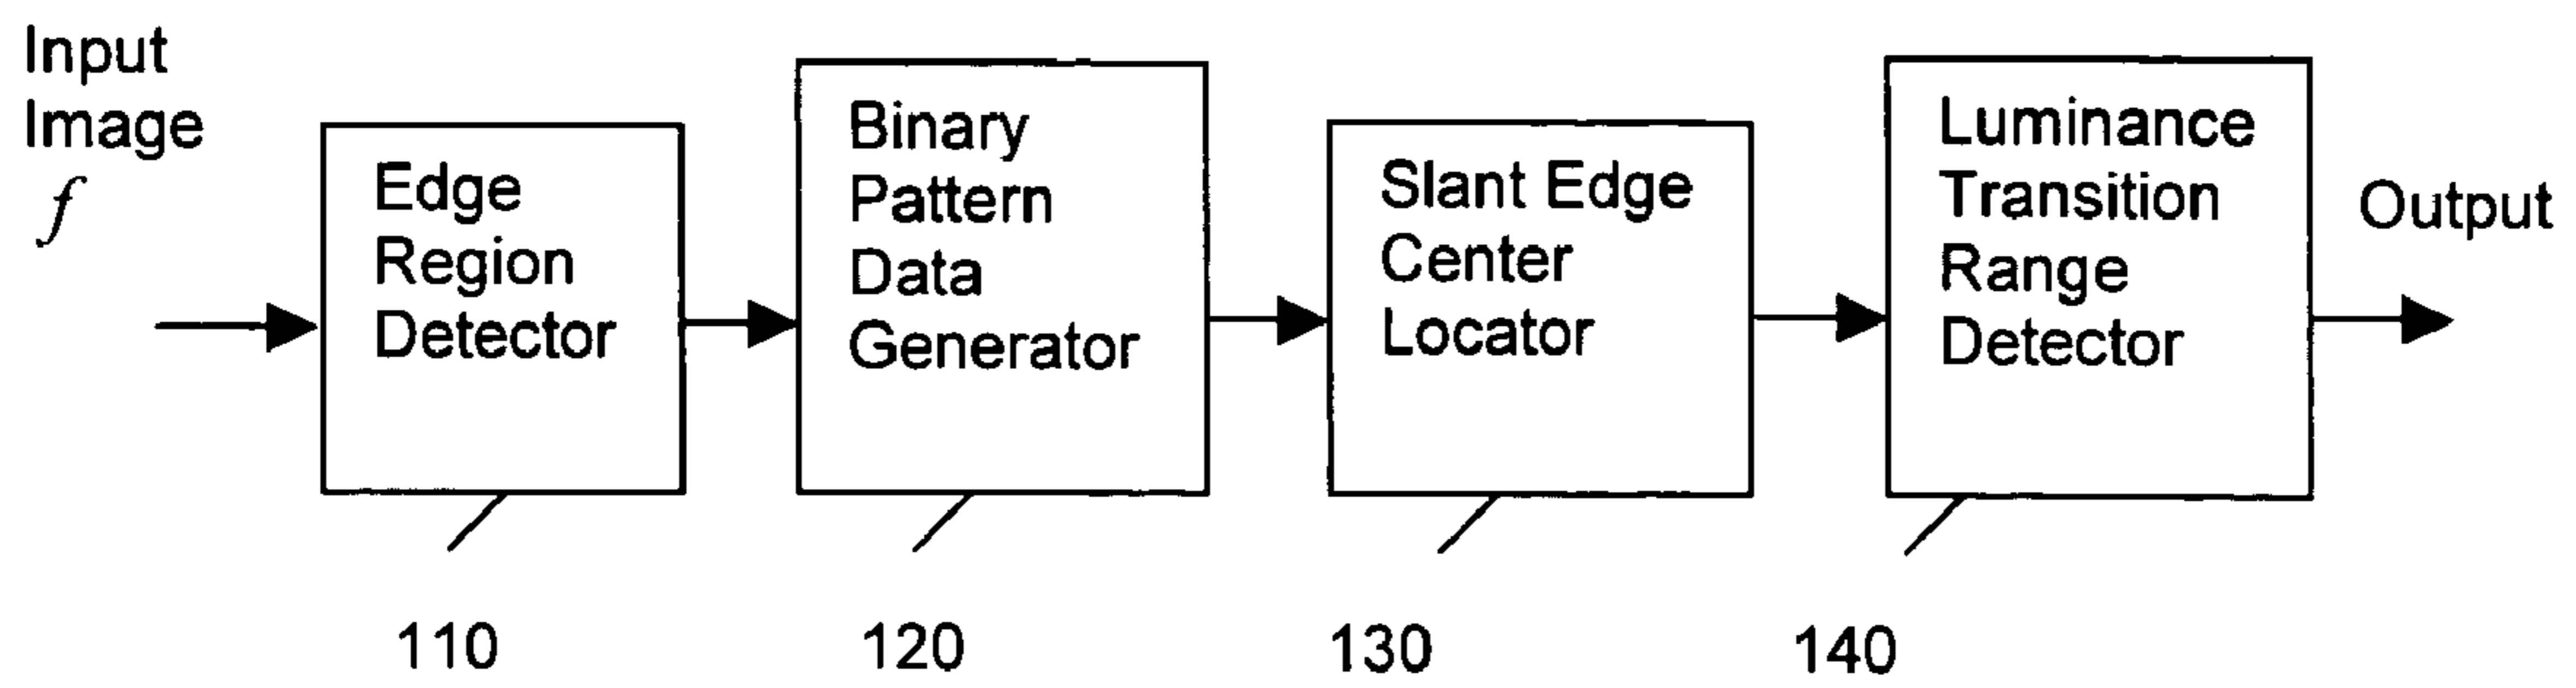 Input
Image
f
Edge
Region
Detector
Binary
Pattern
Data
Generator
Slant Edge
Center
Locator
Luminance
Transition
Range
Detector
Output
110
120
130
140